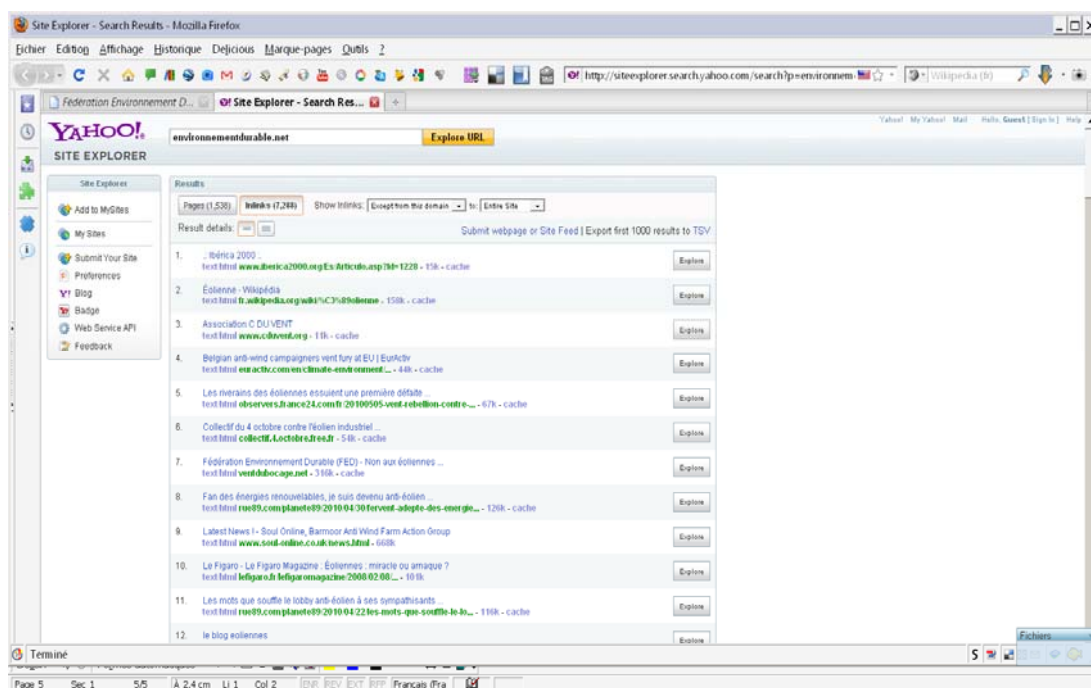 Site Explorer - Search Results - Mozilla Firefox
Fichier Edition Affichage Historique Delicious Marque-pages Outils ?
http://siteexplorer.search.yahoo.com/search?p=environnem Wikipedia (fr)
Fédération Environnement D... Site Explorer - Search Res...
YAHOO! SITE EXPLORER
environnementdurable.net Explore URL
Yahoo! My Yahoo! Mail Hello, Guest [Sign In] Help
Site Explorer
Add to MySites
My Sites
Submit Your Site
Preferences
Y! Blog
Badge
Web Service API
Feedback
Results
Pages (1,538) Inlinks (7,288) Show Inlinks: Except from this domain to: Entire Site
Result details: Submit webpage or Site Feed | Export first 1000 results to TSV
1. .: Ibérica 2000 :. Explore
text/html www.iberica2000.org/Es/Articulo.asp?Id=1228 - 15k - cache
2. Éolienne - Wikipédia Explore
text/html fr.wikipedia.org/wiki/%C3%89olienne - 158k - cache
3. Association C DU VENT Explore
text/html www.cduvent.org - 11k - cache
4. Belgian anti-wind campaigners vent fury at EU | EurActiv Explore
text/html euractiv.com/en/climate-environment/... - 44k - cache
5. Les riverains des éoliennes essuient une première défaite ... Explore
text/html observers.france24.com/fr/20100505-vent-rebellion-contre-... - 67k - cache
6. Collectif du 4 octobre contre l'éolien industriel ... Explore
text/html collectif.4.octobre.free.fr - 54k - cache
7. Fédération Environnement Durable (FED) - Non aux éoliennes ... Explore
text/html ventdubocage.net - 316k - cache
8. Fan des énergies renouvelables, je suis devenu anti-éolien ... Explore
text/html rue89.com/planete89/2010/04/30/fervent-adepte-des-energie... - 126k - cache
9. Latest News I - Soul Online, Barmoor Anti Wind Farm Action Group Explore
text/html www.soul-online.co.uk/news.html - 668k
10. Le Figaro - Le Figaro Magazine : Éoliennes : miracle ou arnaque ? Explore
text/html lefigaro.fr/lefigaromagazine/2008/02/08/... - 101k
11. Les mots que souffle le lobby anti-éolien à ses sympathisants ... Explore
text/html rue89.com/planete89/2010/04/22/les-mots-que-souffle-le-lo... - 116k - cache
12. le blog eoliennes Explore
Fichiers
Terminé
Page 5 Sec 1 5/5 À 2,4 cm Li 1 Col 2 ENR REV EXT RFP Français (Fra